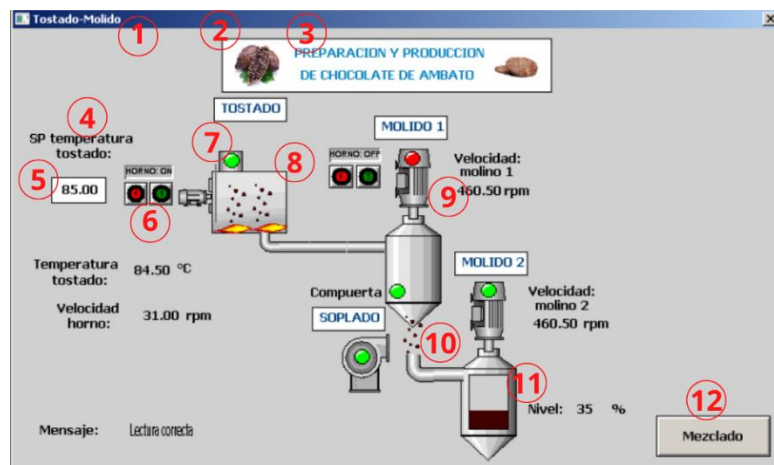 Tostado-Molido
1
2
3
PREPARACION Y PRODUCCION
DE CHOCOLATE DE AMBATO
TOSTADO
MOLIDO 1
4
SP temperatura
tostado:
5
85.00
HORNO: ON
6
7
8
HORNO: OFF
Velocidad:
molino 1
460.50 rpm
9
Temperatura
tostado:
84.50 °C
Velocidad
horno:
31.00 rpm
MOLIDO 2
Compuerta
SOPLADO
Velocidad:
molino 2
460.50 rpm
10
11
Nivel: 35 %
12
Mezclado
Mensaje: Lectura correcta